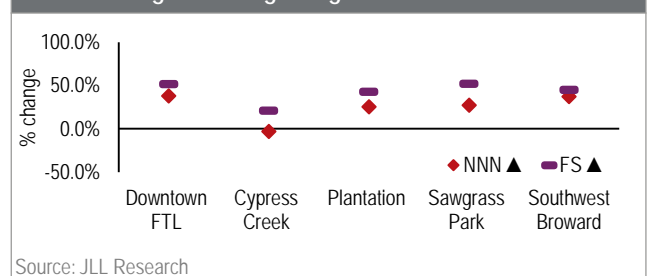 100.0%
50.0%
0.0%
-50.0%
% change
NNN ▲ FS ▲
Downtown FTL
Cypress Creek
Plantation
Sawgrass Park
Southwest Broward
Source: JLL Research